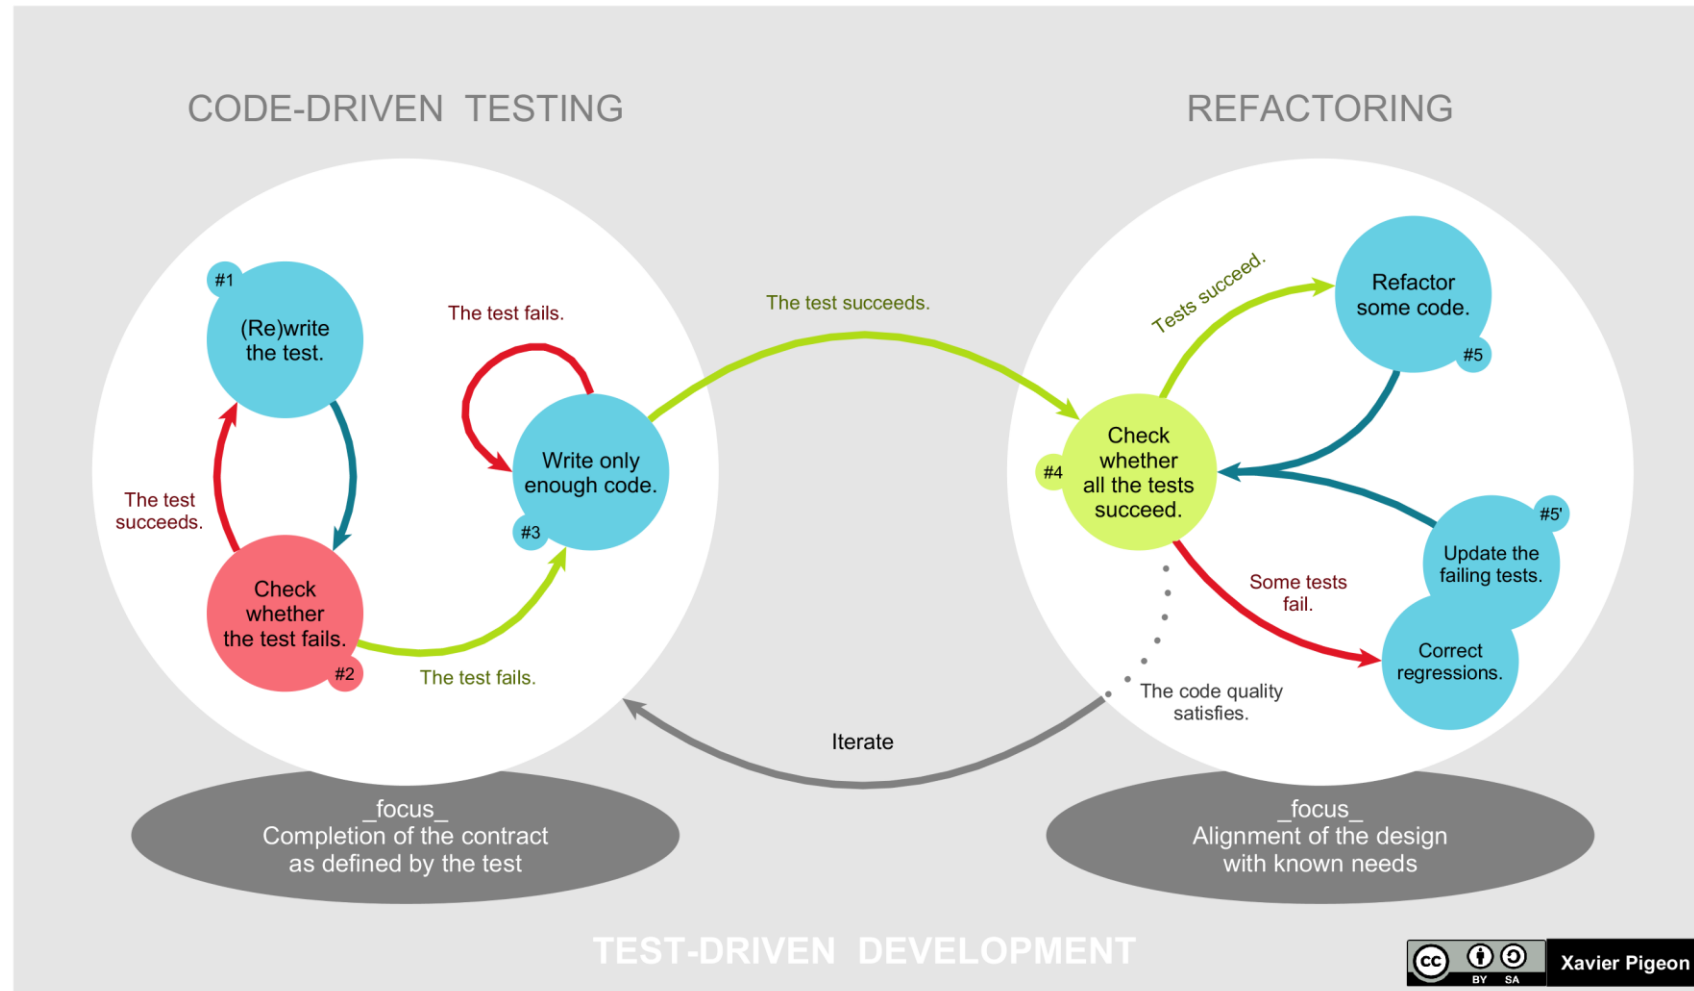 CODE-DRIVEN TESTING
REFACTORING
#1
(Re)write
the test.
The test
succeeds.
Check
whether
the test fails.
#2
The test fails.
The test fails.
Write only
enough code.
#3
The test succeeds.
Tests succeed.
Refactor
some code.
#5
#4
Check
whether
all the tests
succeed.
#5'
Update the
failing tests.
Some tests
fail.
Correct
regressions.
The code quality
satisfies.
Iterate
_focus_
Completion of the contract
as defined by the test
_focus_
Alignment of the design
with known needs
TEST-DRIVEN DEVELOPMENT
cc
BY SA
Xavier Pigeon